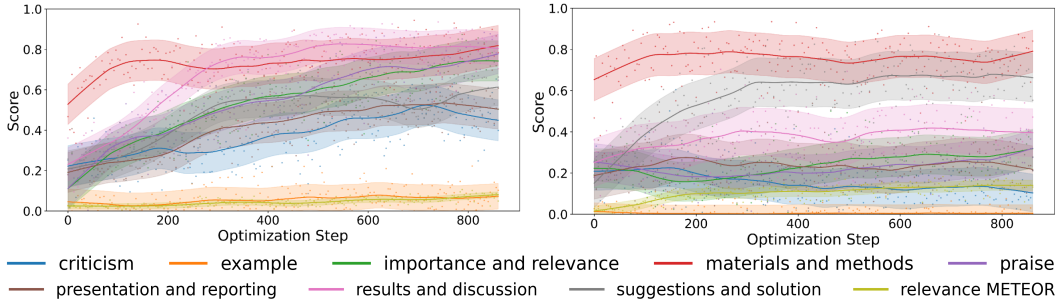 1.0
0.8
0.6
0.4
0.2
0.0
Score
0 200 400 600 800
Optimization Step
1.0
0.8
0.6
0.4
0.2
0.0
Score
0 200 400 600 800
Optimization Step
criticism example importance and relevance materials and methods praise
presentation and reporting results and discussion suggestions and solution relevance METEOR